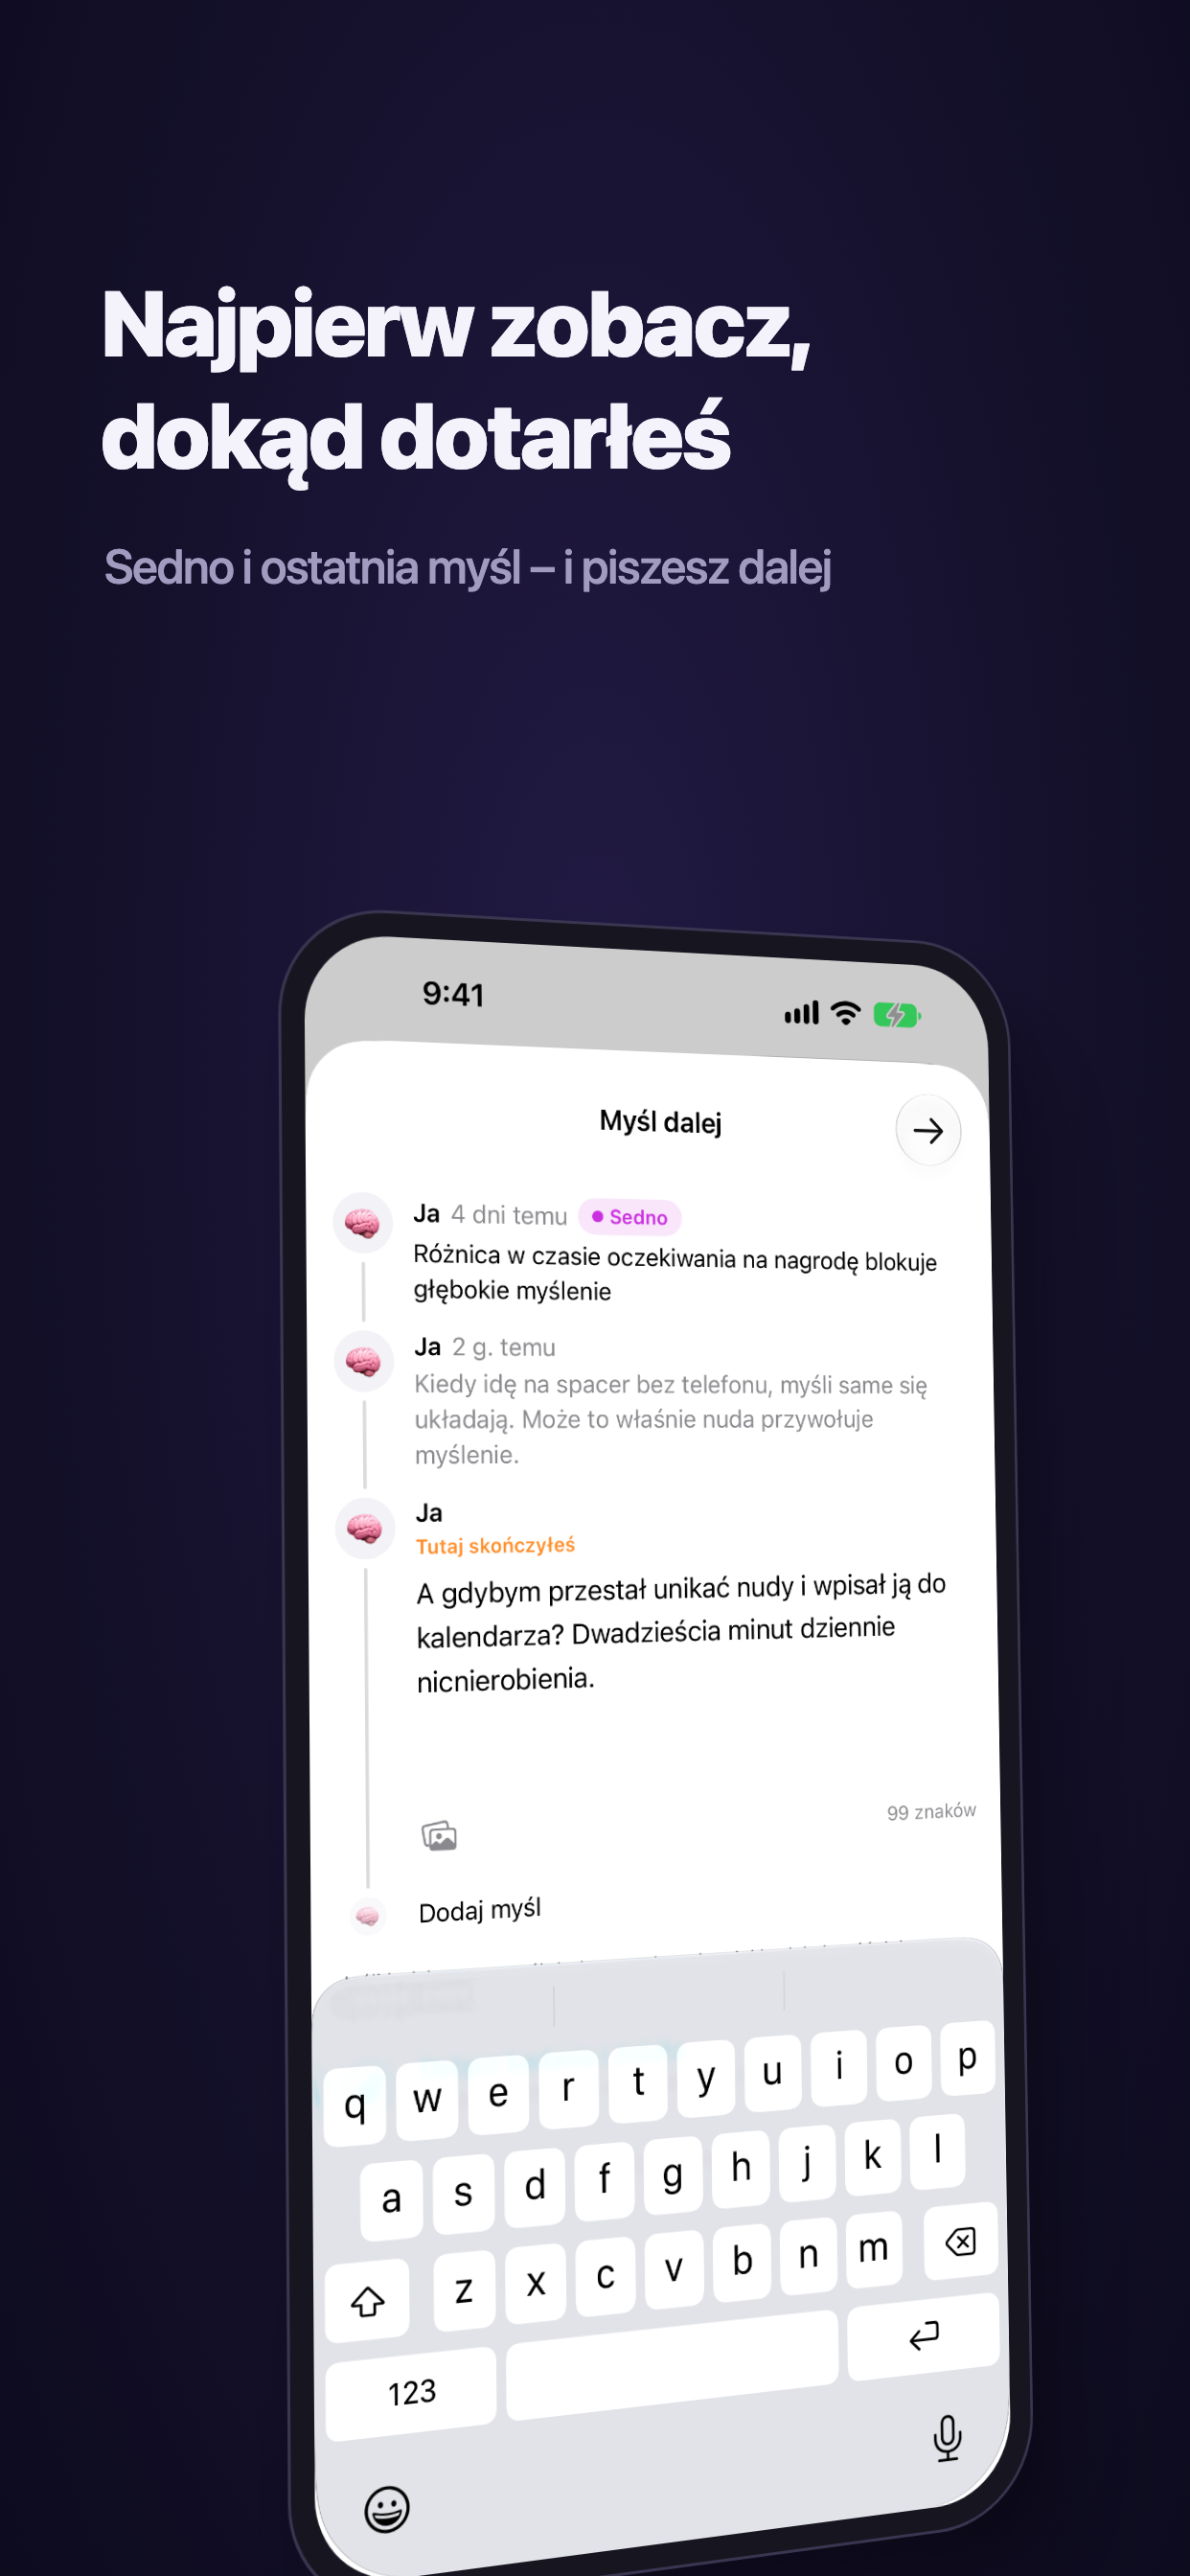 Najpierw zobacz,
dokąd dotarłeś
Sedno i ostatnia myśl – i piszesz dalej
9:41
Myśl dalej
Ja 4 dni temu Sedno
Różnica w czasie oczekiwania na nagrodę blokuje
głębokie myślenie
Ja 2 g. temu
Kiedy idę na spacer bez telefonu, myśli same się
układają. Może to właśnie nuda przywołuje
myślenie.
Ja
Tutaj skończyłeś
A gdybym przestał unikać nudy i wpisał ją do
kalendarza? Dwadzieścia minut dziennie
nicnierobienia.
99 znaków
Dodaj myśl
q w e r t y u i o p
a s d f g h j k l
z x c v b n m
123